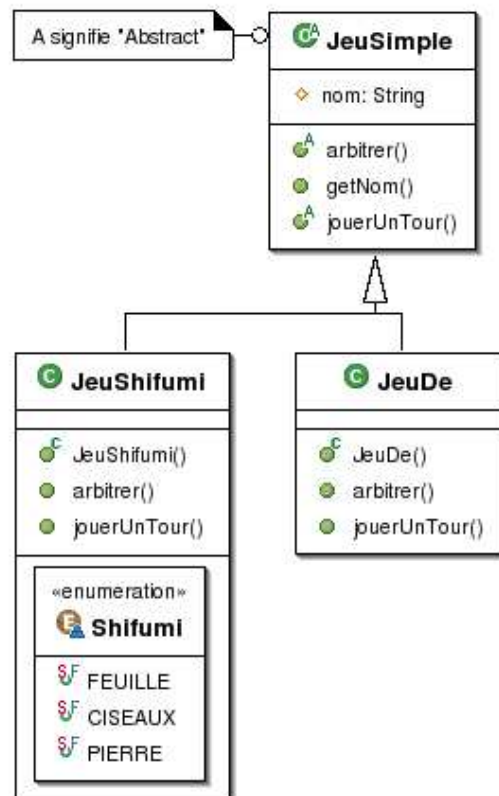 A signifie "Abstract"
JeuSimple
nom: String
arbitrer()
getNom()
jouerUnTour()
JeuShifumi
JeuShifumi()
arbitrer()
jouerUnTour()
«enumeration»
Shifumi
FEUILLE
CISEAUX
PIERRE
JeuDe
JeuDe()
arbitrer()
jouerUnTour()